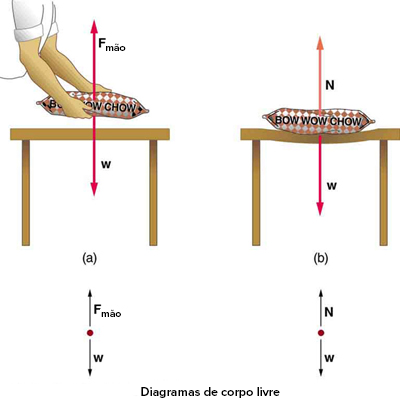 Fmão
BOW WOW CHOW
w
(a)
N
BOW WOW CHOW
w
(b)
Fmão
w
N
w
Diagramas de corpo livre